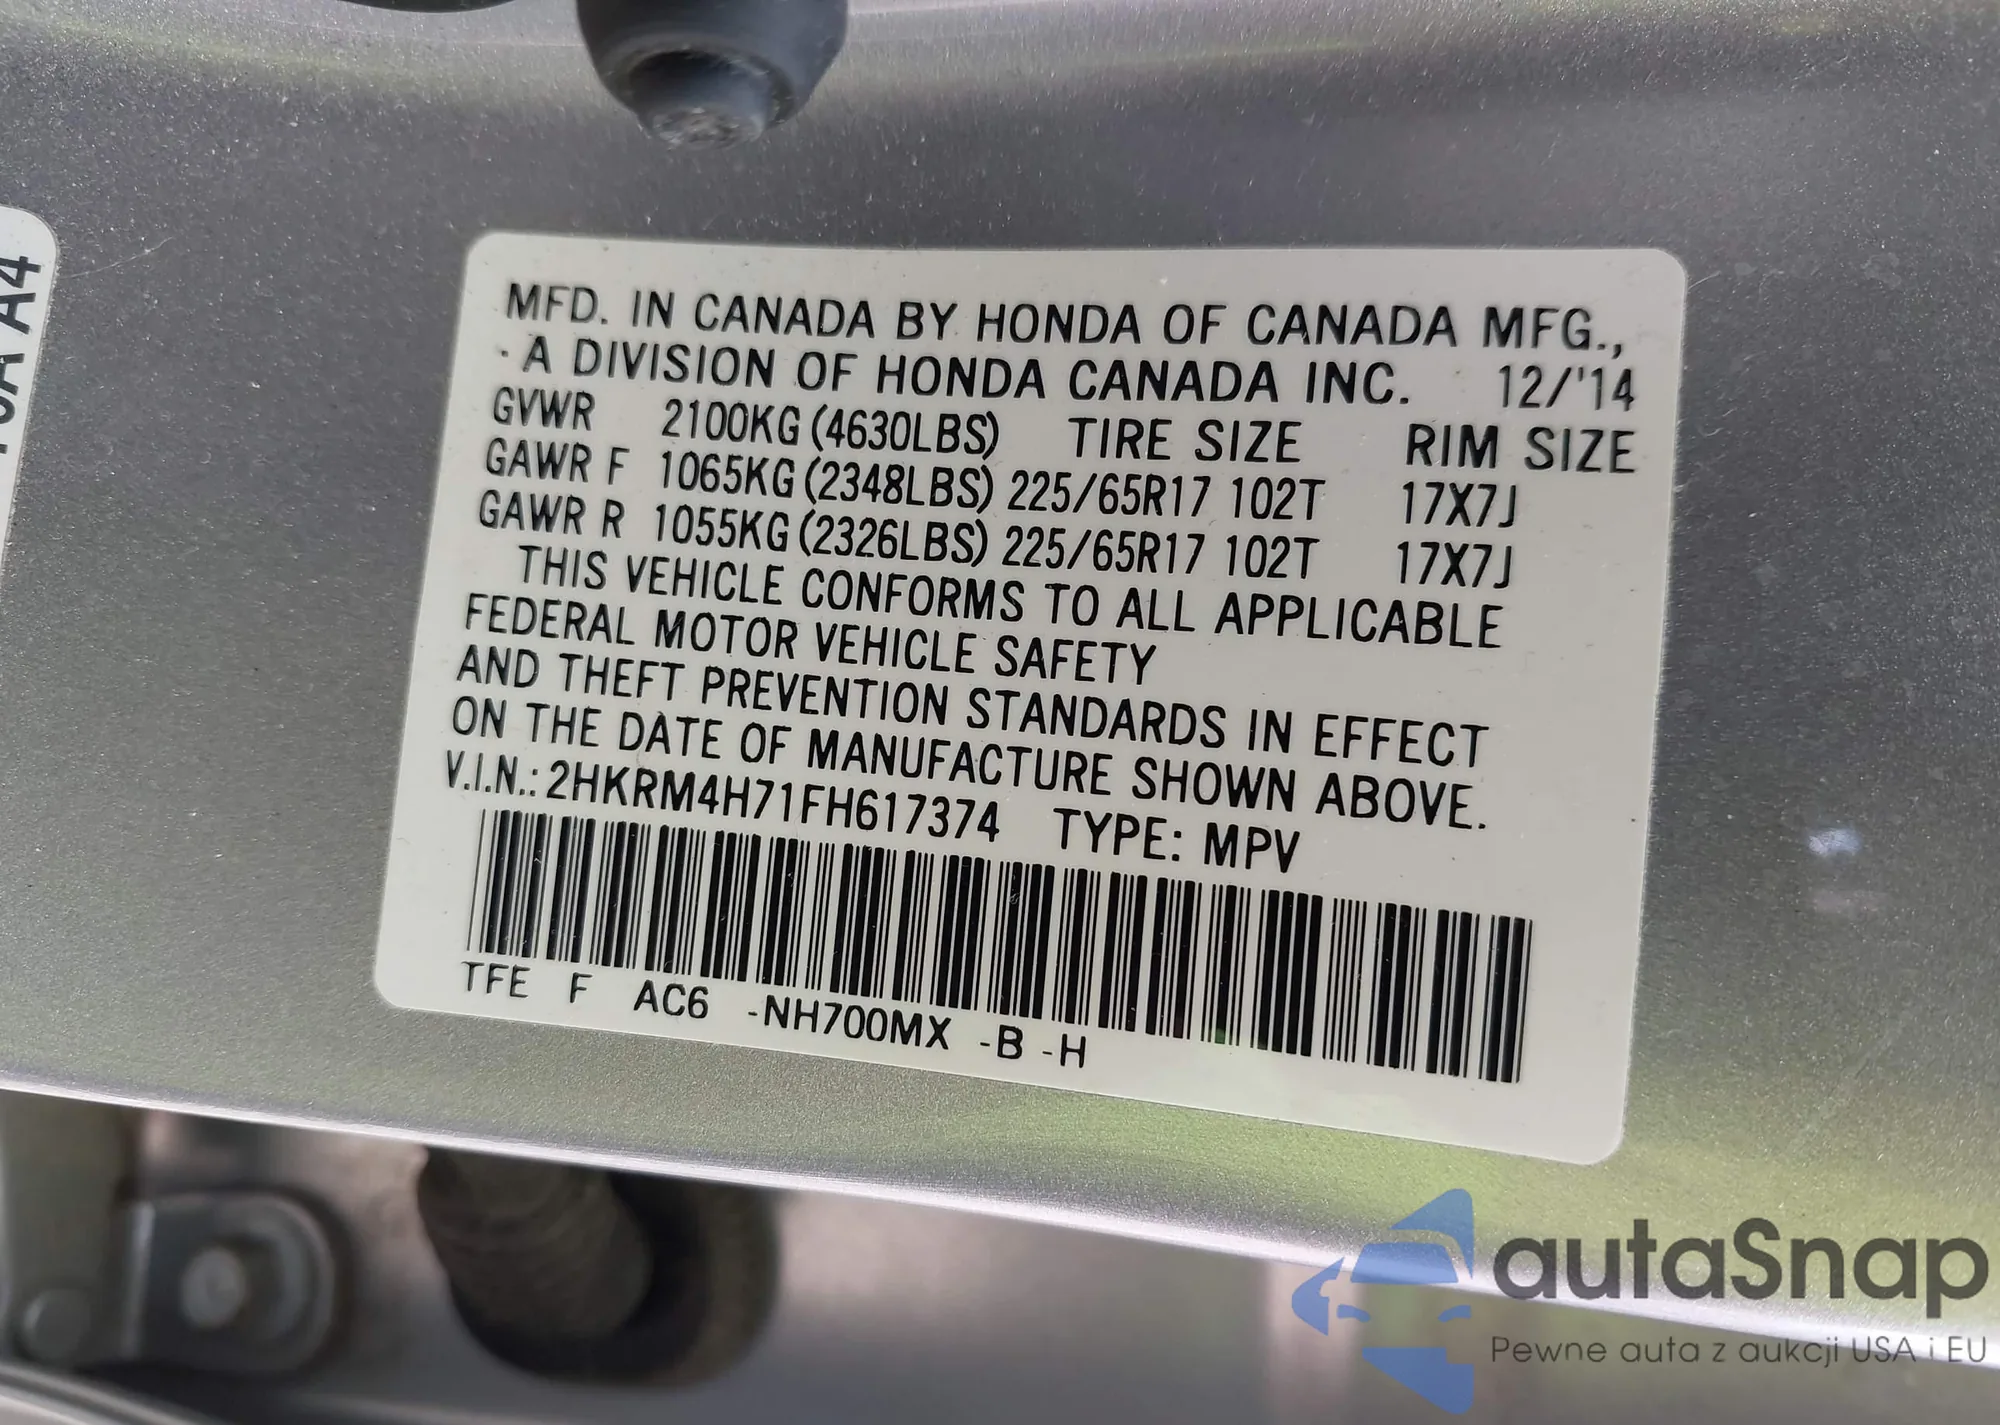 A A4
MFD. IN CANADA BY HONDA OF CANADA MFG.,
A DIVISION OF HONDA CANADA INC. 12/'14
GVWR 2100KG (4630LBS) TIRE SIZE RIM SIZE
GAWR F 1065KG (2348LBS) 225/65R17 102T 17X7J
GAWR R 1055KG (2326LBS) 225/65R17 102T 17X7J
THIS VEHICLE CONFORMS TO ALL APPLICABLE
FEDERAL MOTOR VEHICLE SAFETY
AND THEFT PREVENTION STANDARDS IN EFFECT
ON THE DATE OF MANUFACTURE SHOWN ABOVE.
V.I.N.: 2HKRM4H71FH617374 TYPE: MPV
TFE F AC6 -NH700MX -B -H
autaSnap
Pewne auta z aukcji USA i EU